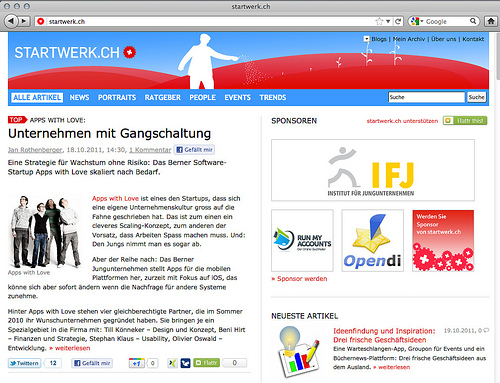 startwerk.ch
startwerk.ch
Google
Blogs | Mein Archiv | Über uns | Kontakt
STARTWERK.CH
ALLE ARTIKEL NEWS PORTRAITS RATGEBER PEOPLE EVENTS TRENDS
Suche Suche
TOP APPS WITH LOVE:
Unternehmen mit Gangschaltung
Jan Rothenberger, 18.10.2011, 14:30, 1 Kommentar Gefällt mir
Eine Strategie für Wachstum ohne Risiko: Das Berner Software-
Startup Apps with Love skaliert nach Bedarf.
Apps with Love ist eines den Startups, dass sich
eine eigene Unternehmenskultur gross auf die
Fahne geschrieben hat. Das ist zum einen ein
cleveres Scaling-Konzept, zum anderen der
Vorsatz, dass Arbeiten Spass machen muss. Und:
Den Jungs nimmt man es sogar ab.
Apps with Love
Aber der Reihe nach: Das Berner
Jungunternehmen stellt Apps für die mobilen
Plattformen her, zurzeit mit Fokus auf iOS, das
könne sich aber sofort ändern wenn die Nachfrage für andere Systeme
zunehme.
Hinter Apps with Love stehen vier gleichberechtigte Partner, die im Sommer
2010 ihr Wunschunternehmen gegründet haben. Sie bringen je ein
Spezialgebiet in die Firma mit: Till Könneker – Design und Konzept, Beni Hirt
– Finanzen und Strategie, Stephan Klaus – Usability, Olivier Oswald –
Entwicklung. » weiterlesen
Twittern 12 Gefällt mir +1 0 Flattr 0
SPONSOREN
startwerk.ch unterstützen Flattr this!
IFJ
INSTITUT FÜR JUNGUNTERNEHMEN
RUN MY
ACCOUNTS
Opendi
Werden Sie
Sponsor
von startwerk.ch
» Sponsor werden
NEUESTE ARTIKEL
Ideenfindung und Inspiration: 19.10.2011, 0
Drei frische Geschäftsideen
Eine Warteschlangen-App, Groupon für Events und ein
Büchernews-Plattform: Drei frische Geschäftsideen aus
dem Ausland. » weiterlesen